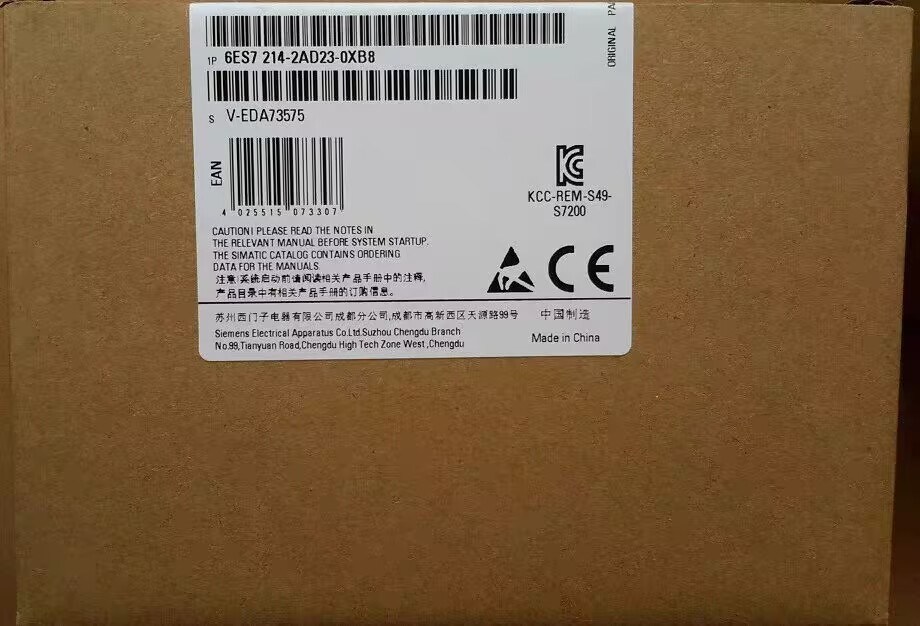 1P 6ES7 214-2AD23-0XB8
S V-EDA73575
EAN
4 025515 073307
ORIGINAL
KCC-REM-S49-
S7200
CAUTION! PLEASE READ THE NOTES IN
THE RELEVANT MANUAL BEFORE SYSTEM STARTUP.
THE SIMATIC CATALOG CONTAINS ORDERING
DATA FOR THE MANUALS
注意:系统启动前请阅读相关产品手册中的注释,
产品目录中有相关产品手册的订购信息。
CE
苏州西门子电器有限公司成都分公司,成都市高新西区天源路99号 中国制造
Siemens Electrical Apparatus Co.Ltd.Suzhou Chengdu Branch
No.99,Tianyuan Road,Chengdu High Tech Zone West ,Chengdu
Made in China